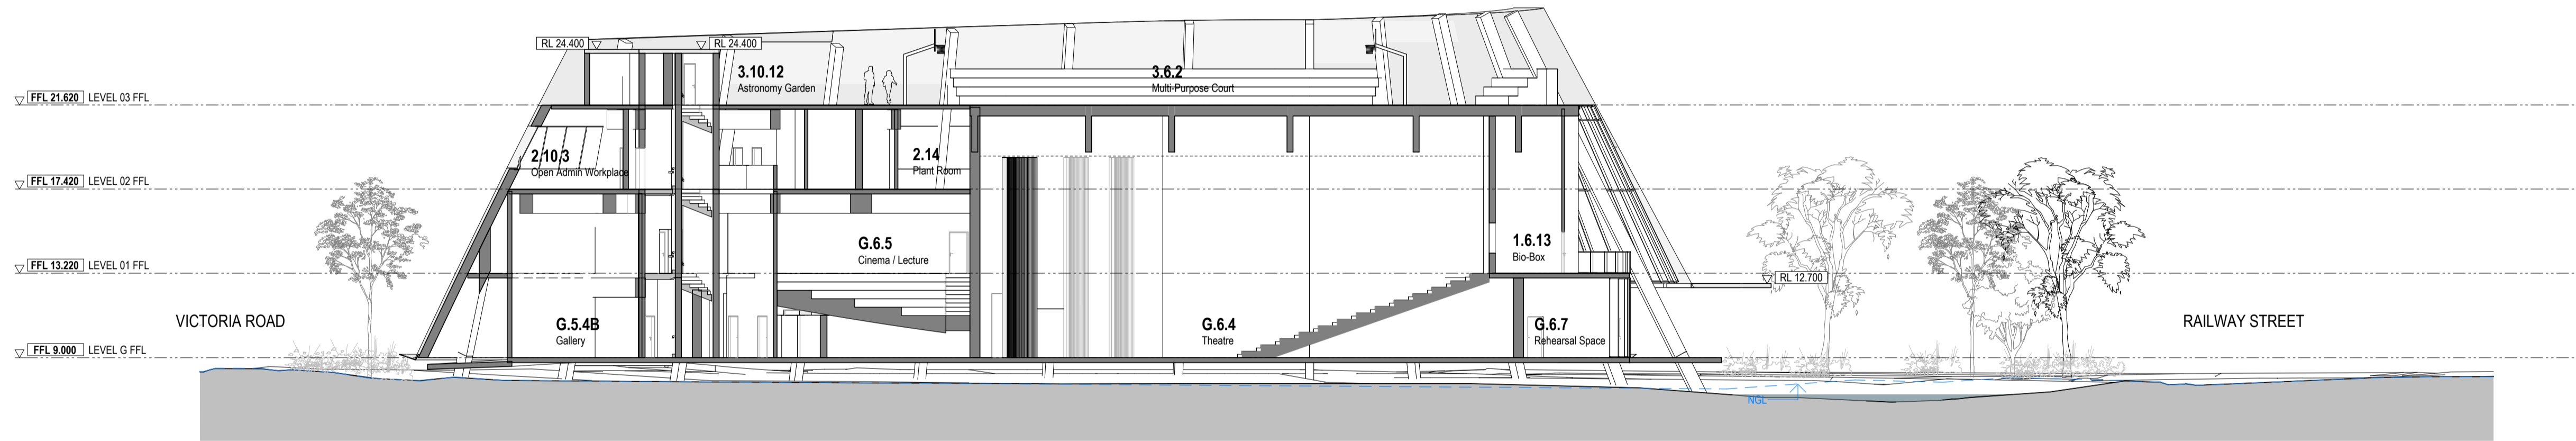 RL 24.400
RL 24.400
3.10.12
Astronomy Garden
3.6.2
Multi-Purpose Court
FFL 21.620 LEVEL 03 FFL
2.10.3
Open Admin Workplace
2.14
Plant Room
FFL 17.420 LEVEL 02 FFL
G.6.5
Cinema / Lecture
1.6.13
Bio-Box
FFL 13.220 LEVEL 01 FFL
RL 12.700
VICTORIA ROAD
RAILWAY STREET
G.5.4B
Gallery
G.6.4
Theatre
G.6.7
Rehearsal Space
FFL 9.000 LEVEL G FFL
NGL